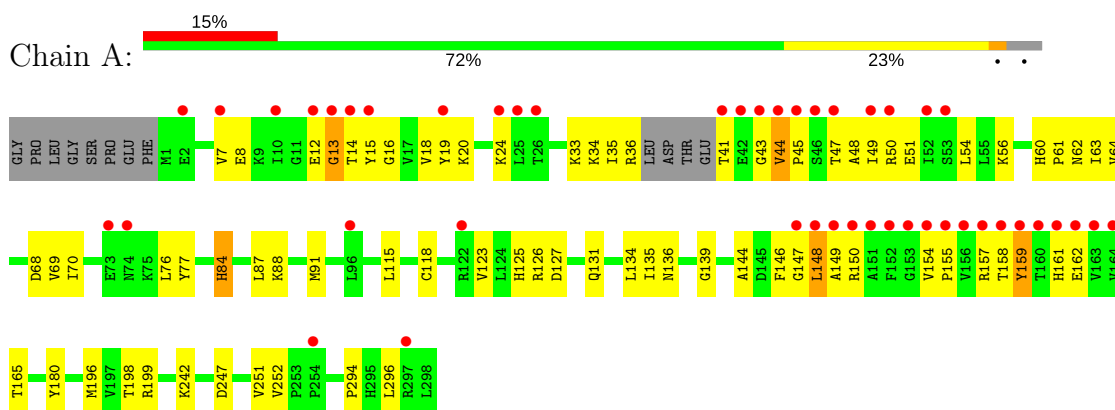 15%
Chain A:
72% 23% • •
GLY PRO LEU GLY SER PRO GLU PHE M1 E2 V7 E8 K9 I10 G11 E12 G13 T14 Y15 G16 V17 V18 Y19 K20 K24 L25 T26 K33 K34 I35 R36 LEU ASP THR GLU T41 E42 G43 V44 P45 S46 T47 A48 I49 R50 E51 I52 S53 L54 L55 K56 H60 P61 N62 I63 V64
D68 V69 I70 E73 N74 K75 L76 Y77 H84 L87 K88 M91 L96 L115 C118 R122 V123 L124 H125 R126 D127 Q131 L134 I135 N136 G139 A144 D145 F146 G147 L148 A149 R150 A151 F152 G153 V154 P155 V156 R157 T158 Y159 T160 H161 E162 V163 V164
T165 Y180 M196 V197 T198 R199 K242 D247 V251 V252 P253 P254 P294 H295 L296 R297 L298